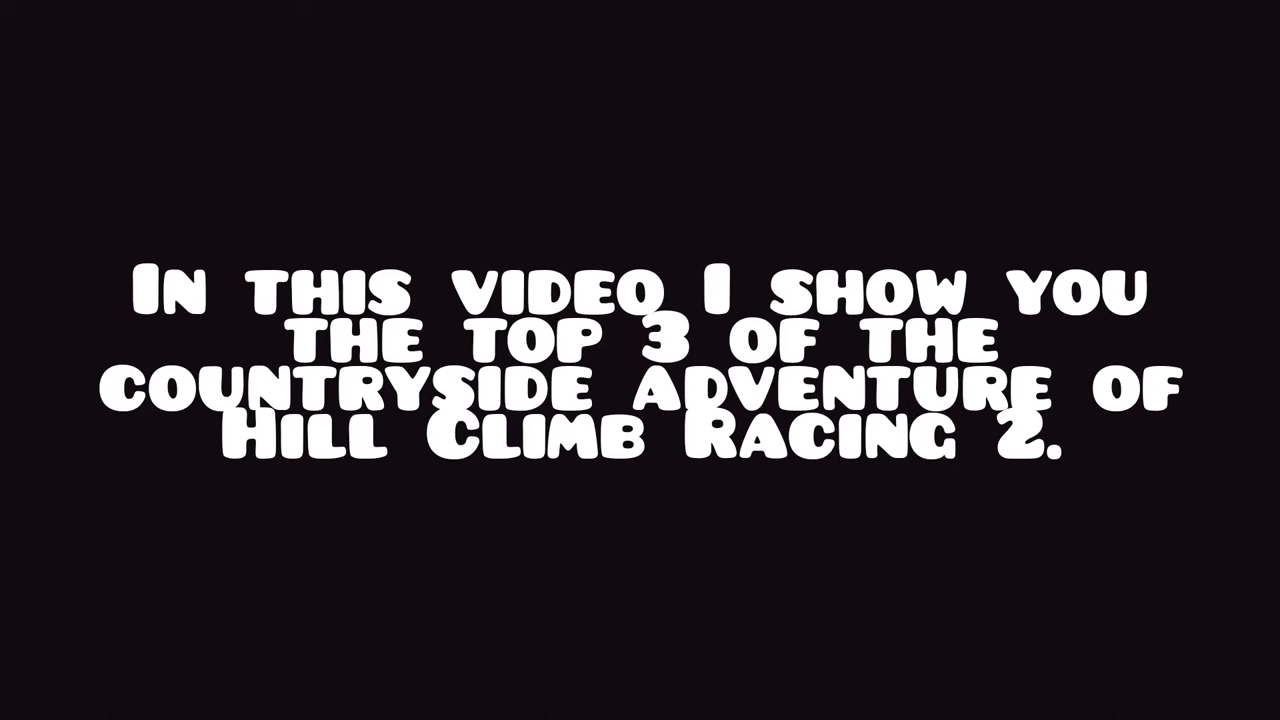 In this video I show you
the top 3 of the
countryside adventure of
Hill Climb Racing 2.